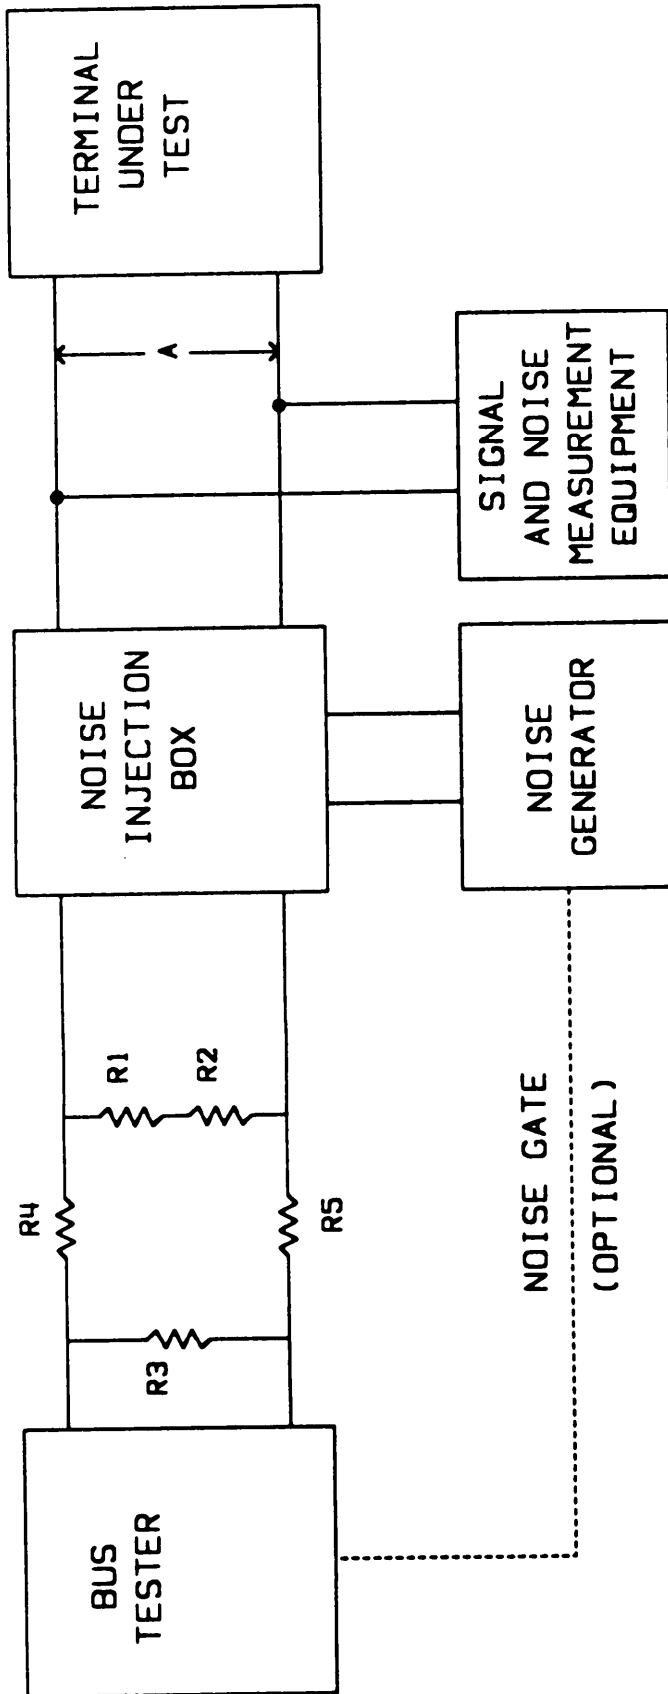 BUS
TESTER
R3
R4
R5
R1
R2
NOISE
INJECTION
BOX
A
TERMINAL
UNDER
TEST
NOISE GATE
(OPTIONAL)
NOISE
GENERATOR
SIGNAL
AND NOISE
MEASUREMENT
EQUIPMENT